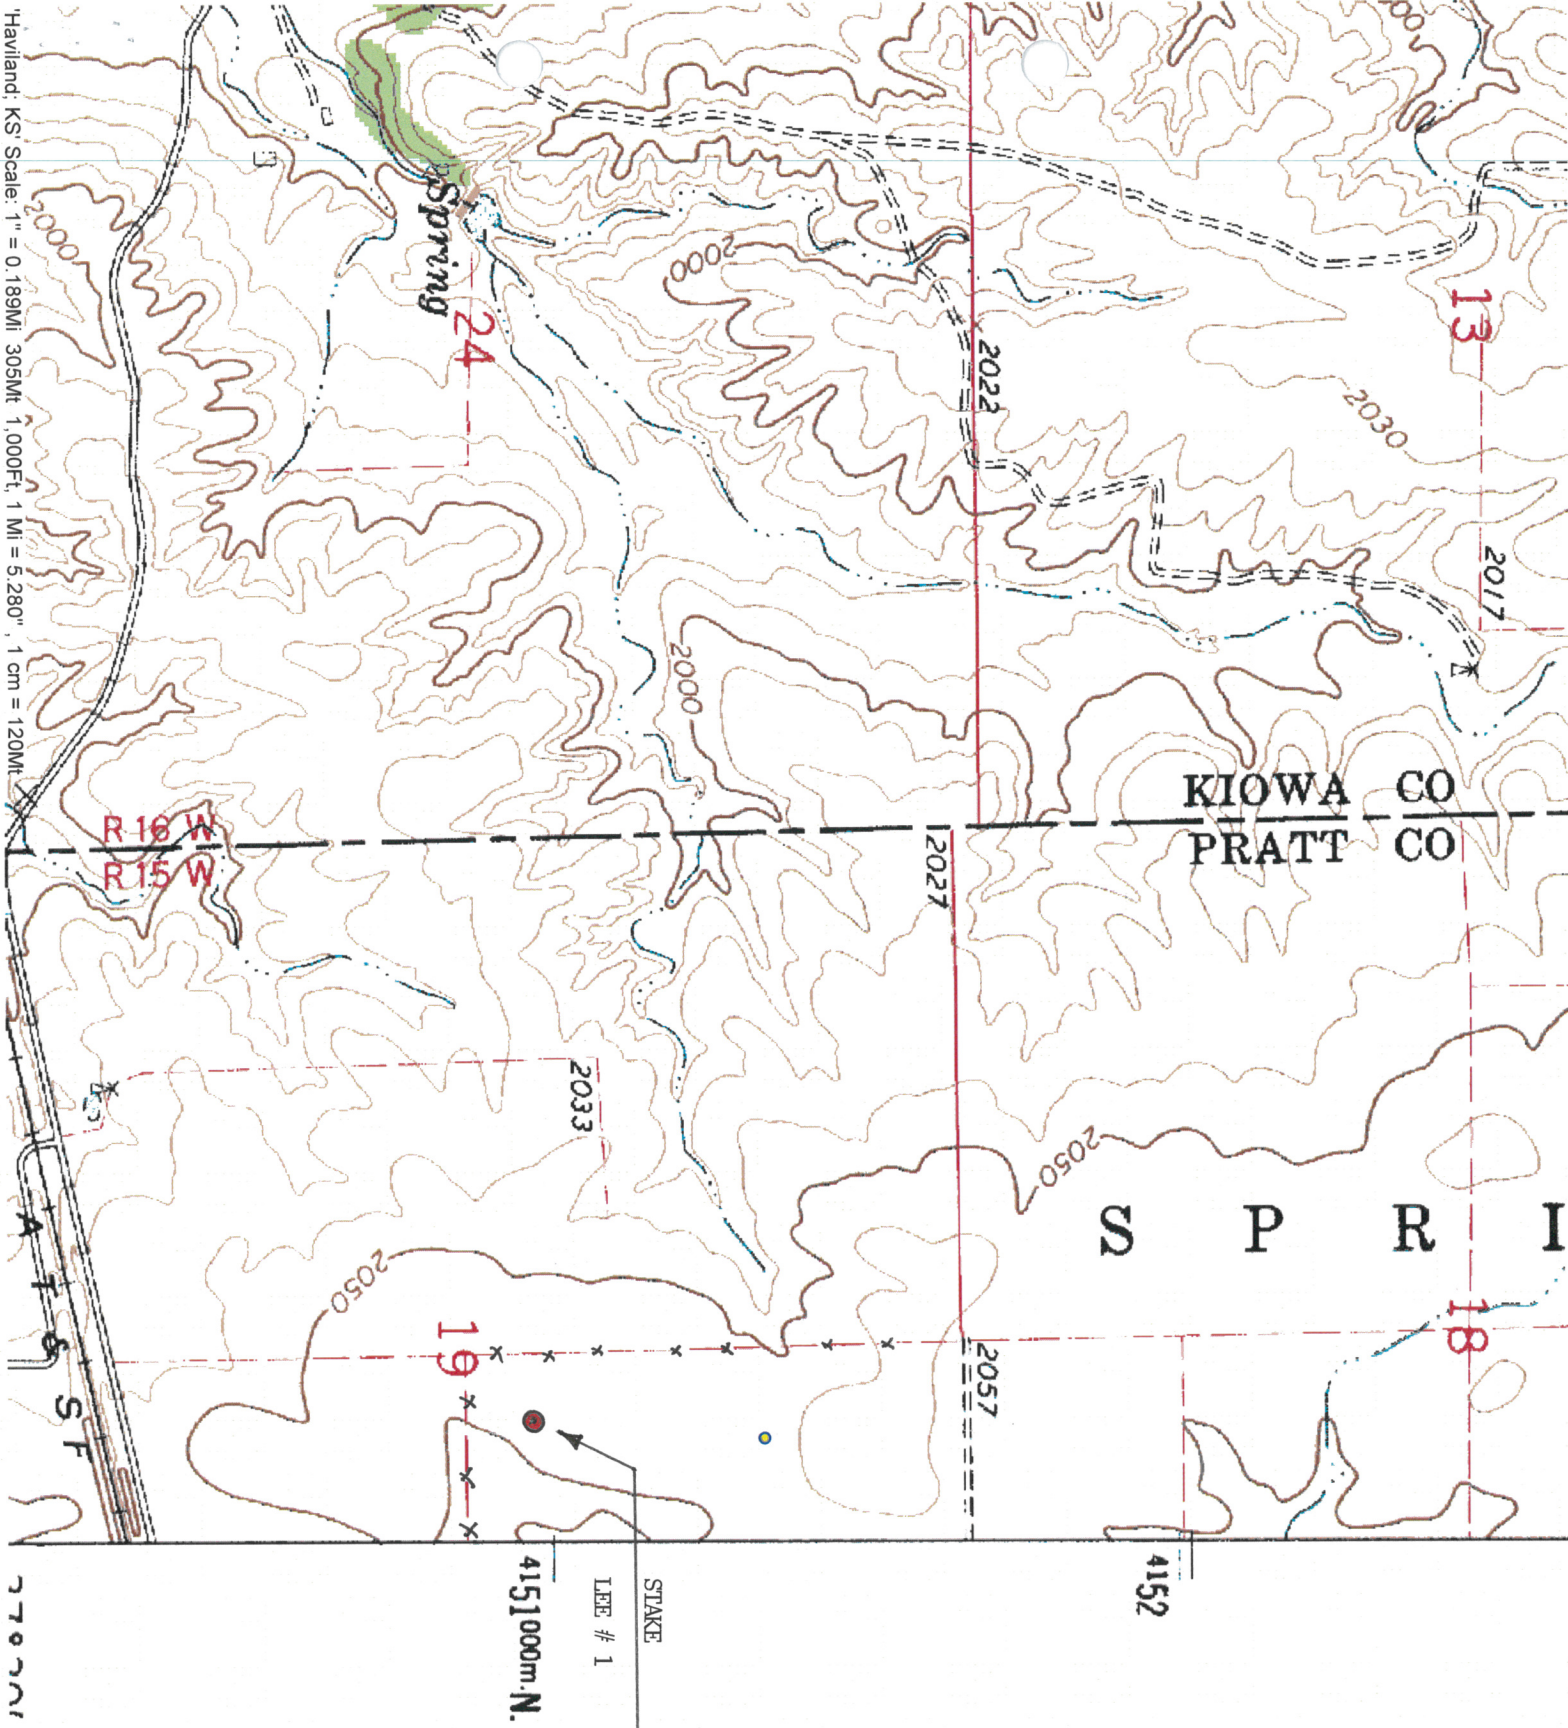 'Haviland; KS' Scale: 1" = 0.189Mi 305Mt 1,000Ft, 1 Mi = 5.280", 1 cm = 120Mt
2000
Spring
24
2000
2022
13
2030
2017
2000
KIOWA CO
PRATT CO
R 16 W
R 15 W
2027
2033
2050
S P R I
2050
19
18
2057
A T & S F
4151000m.N.
4152
STAKE
LEE # 1